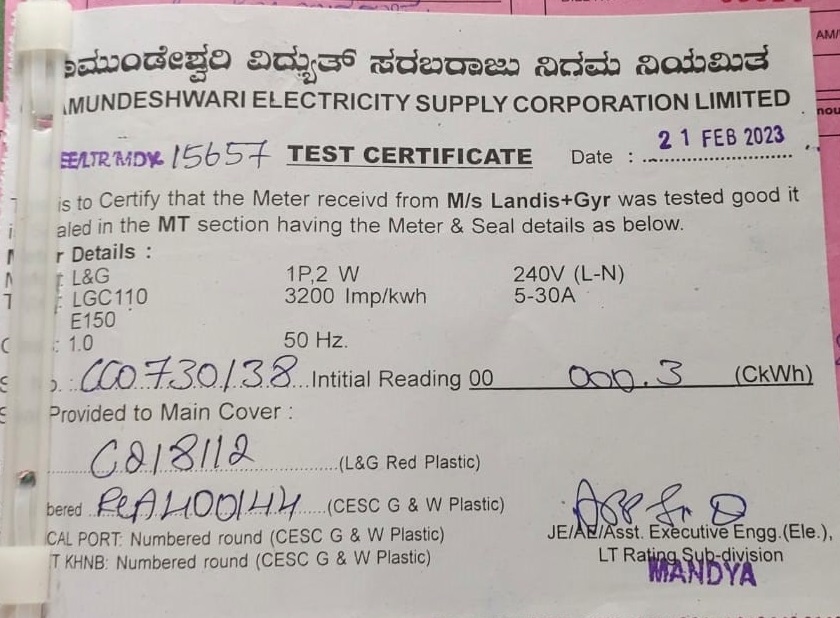 ಾಮುಂಡೇಶ್ವರಿ ವಿದ್ಯುತ್ ಸರಬರಾಜು ನಿಗಮ ನಿಯಮಿತ
AMUNDESHWARI ELECTRICITY SUPPLY CORPORATION LIMITED
EE/LTR/MDY 15657 TEST CERTIFICATE Date : 21 FEB 2023
is to Certify that the Meter receivd from M/s Landis+Gyr was tested good it
aled in the MT section having the Meter & Seal details as below.
r Details :
: L&G 1P,2 W 240V (L-N)
: LGC110 3200 Imp/kwh 5-30A
E150
: 1.0 50 Hz.
CC0730138 Intitial Reading 00 000.3 (CkWh)
Provided to Main Cover :
C218112 (L&G Red Plastic)
bered (CESC G & W Plastic)
CAL PORT: Numbered round (CESC G & W Plastic)
T KHNB: Numbered round (CESC G & W Plastic)
JE/AE/Asst. Executive Engg.(Ele.),
LT Rating Sub-division
MANDYA